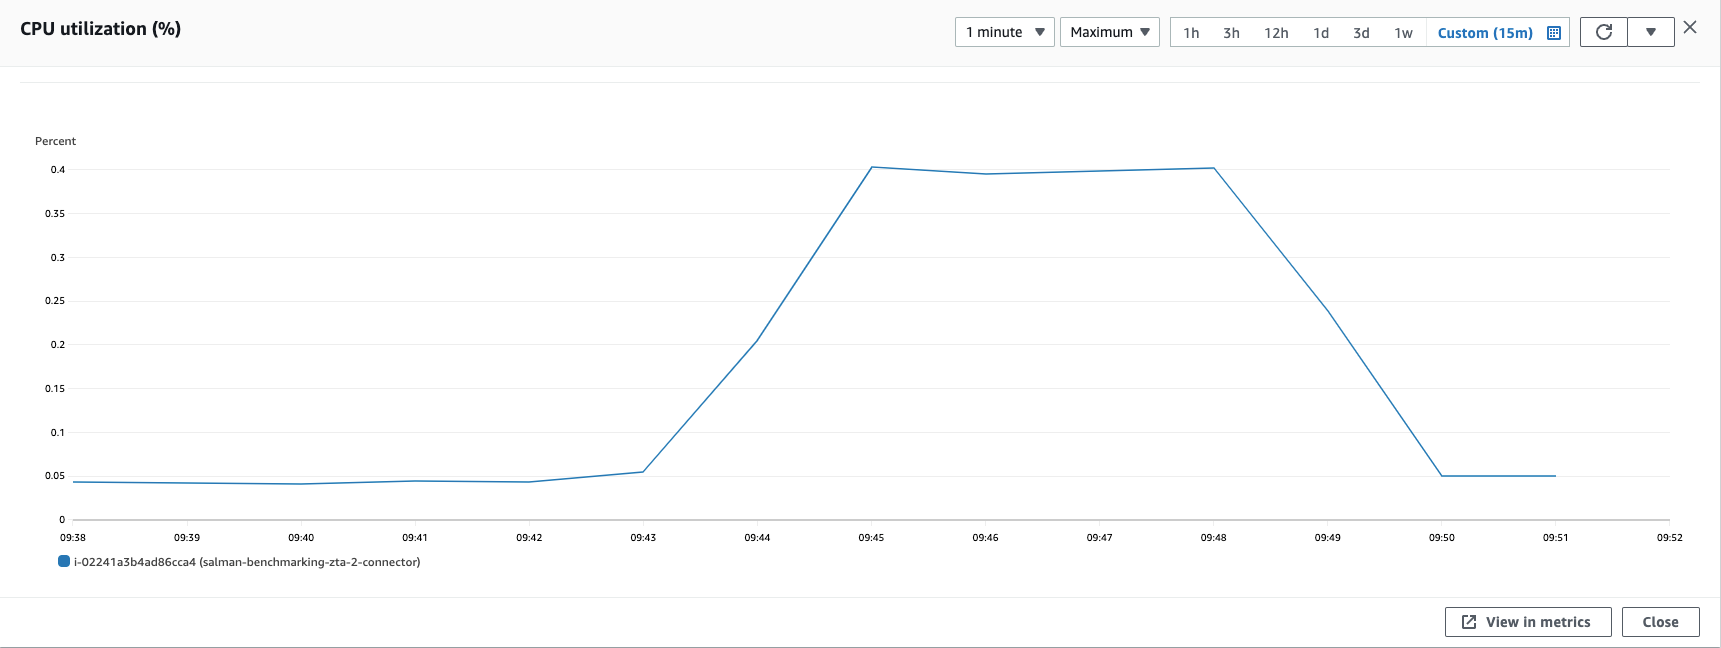 CPU utilization (%)
1 minute
Maximum
1h 3h 12h 1d 3d 1w Custom (15m)
Percent
0.4
0.35
0.3
0.25
0.2
0.15
0.1
0.05
0
09:38 09:39 09:40 09:41 09:42 09:43 09:44 09:45 09:46 09:47 09:48 09:49 09:50 09:51 09:52
i-02241a3b4ad86cca4 (salman-benchmarking-zta-2-connector)
View in metrics
Close